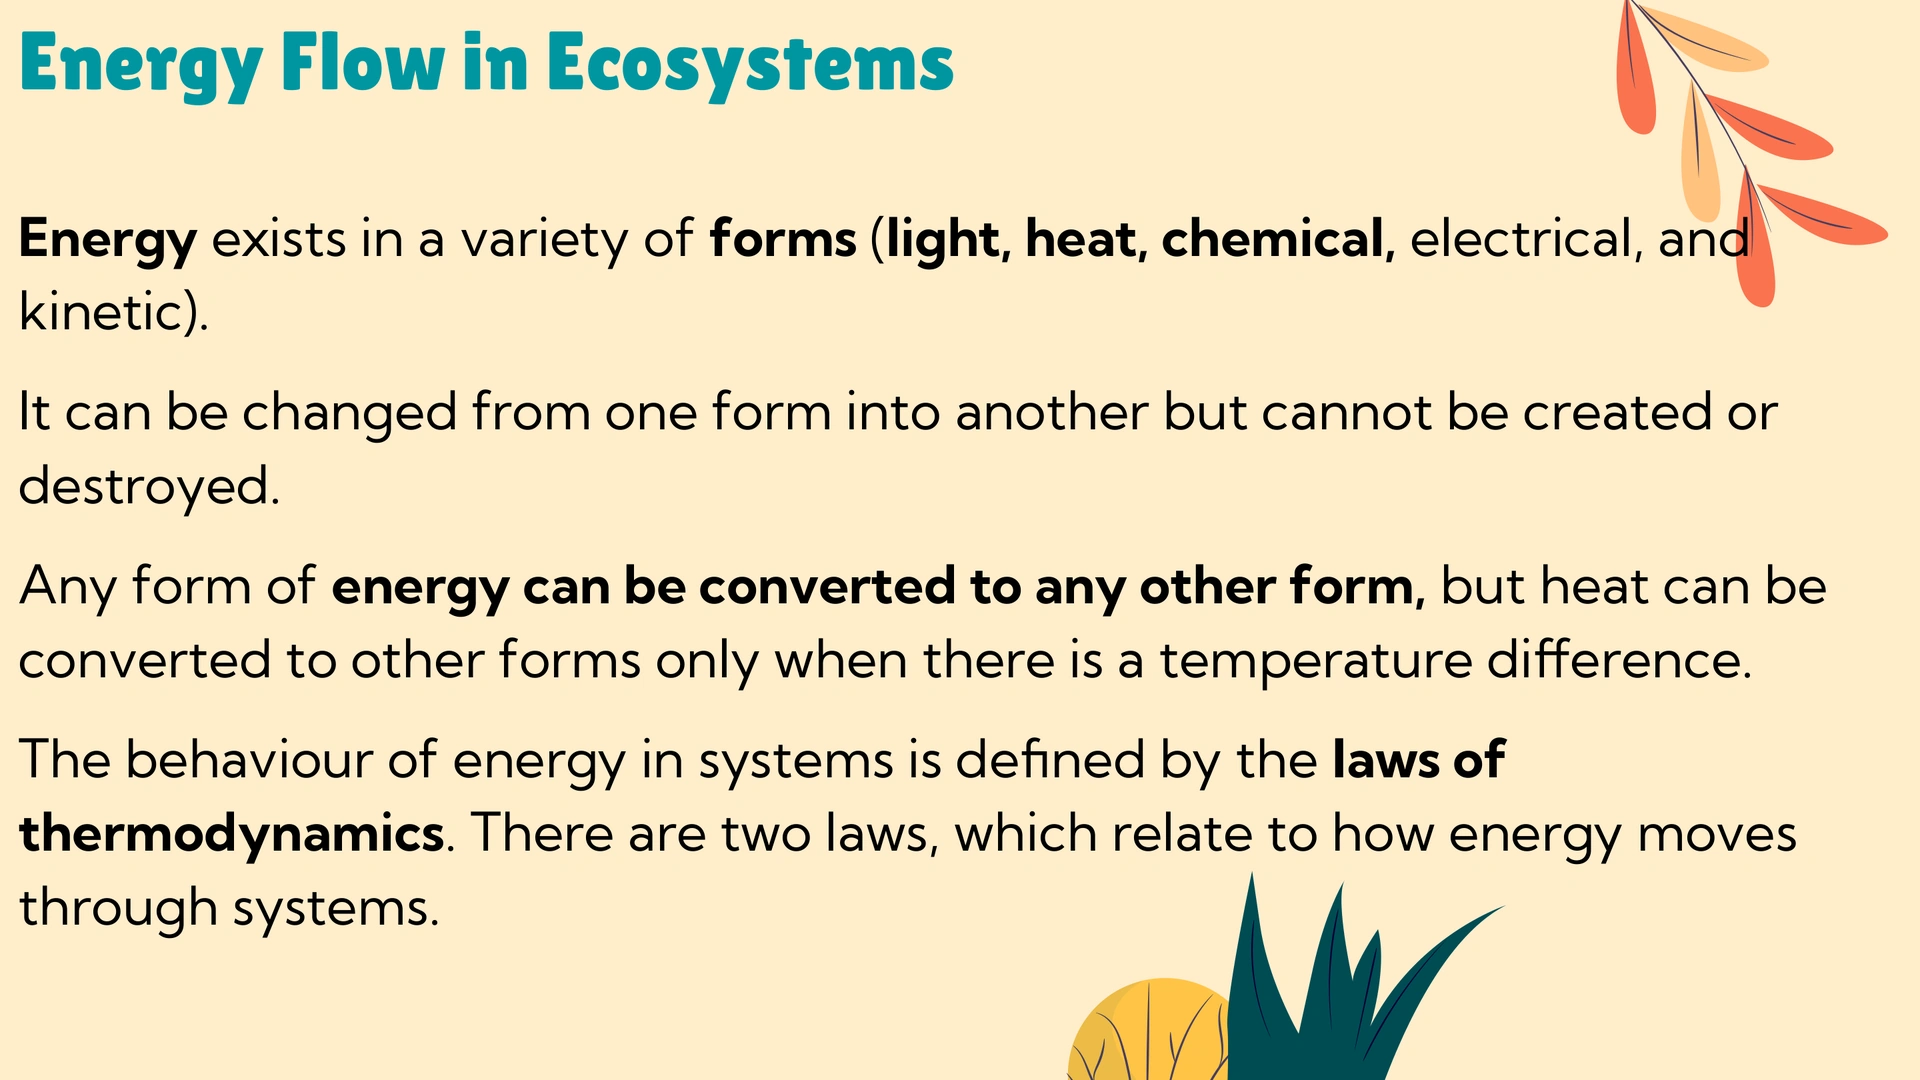 Energy Flow in Ecosystems
Energy exists in a variety of forms (light, heat, chemical, electrical, and
kinetic).
It can be changed from one form into another but cannot be created or
destroyed.
Any form of energy can be converted to any other form, but heat can be
converted to other forms only when there is a temperature difference.
The behaviour of energy in systems is defined by the laws of
thermodynamics. There are two laws, which relate to how energy moves
through systems.